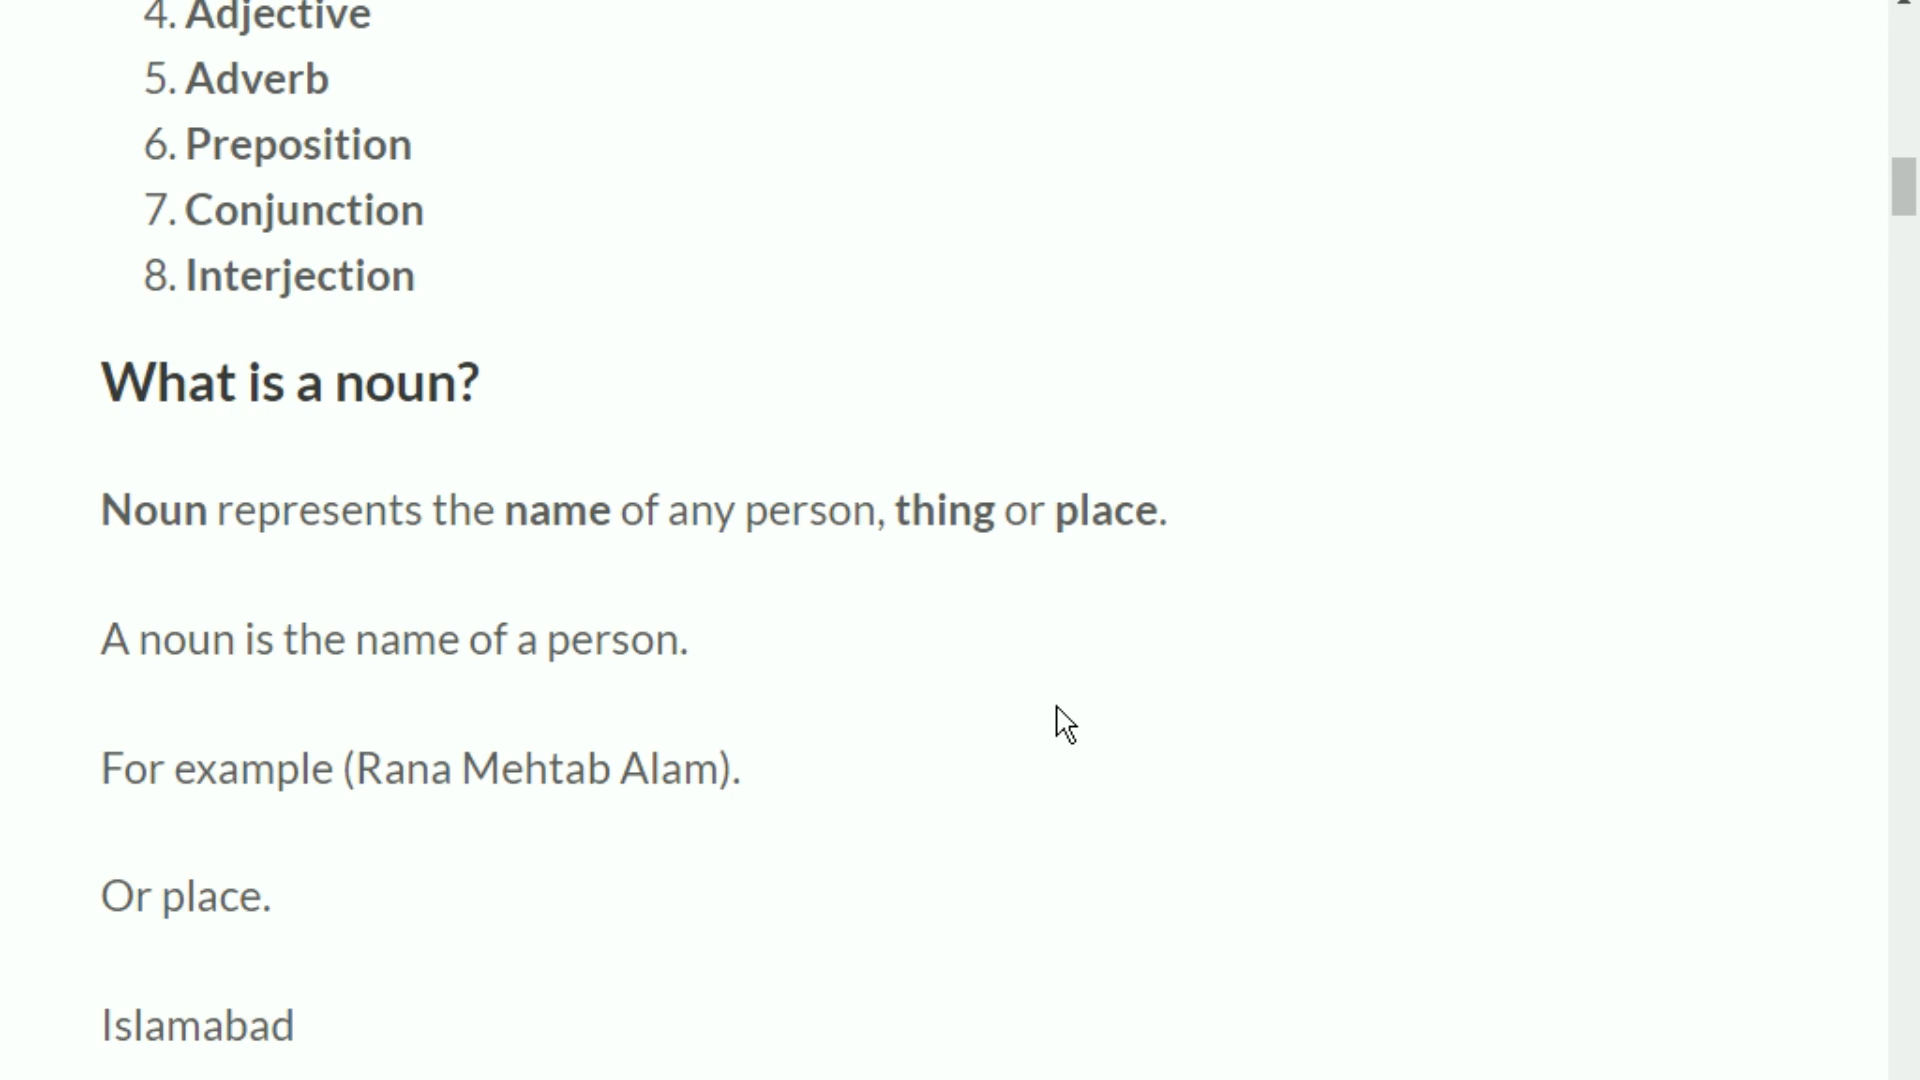 4. Adjective
5. Adverb
6. Preposition
7. Conjunction
8. Interjection
What is a noun?
Noun represents the name of any person, thing or place.
A noun is the name of a person.
For example (Rana Mehtab Alam).
Or place.
Islamabad